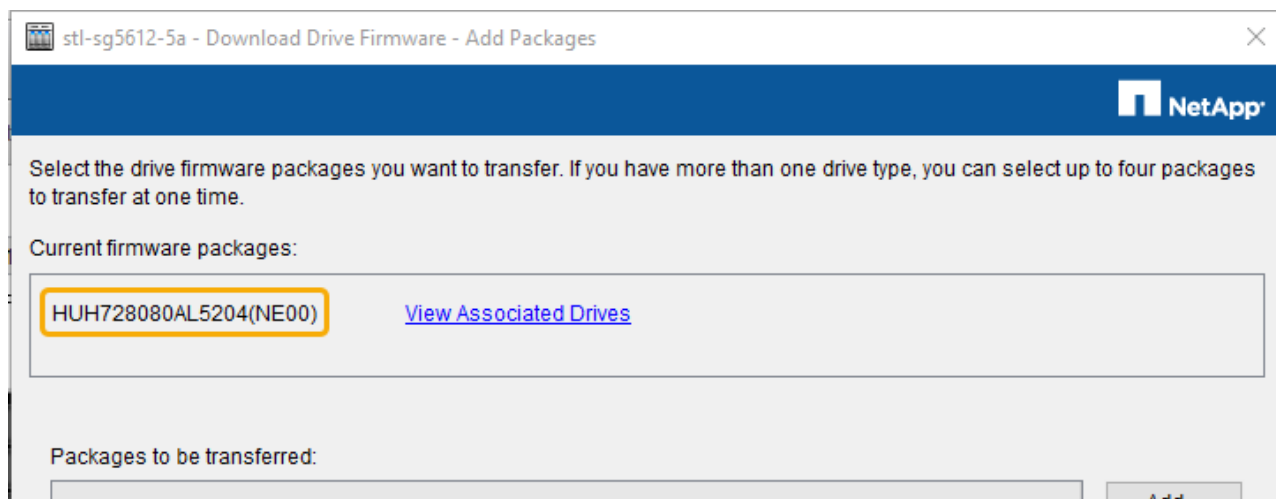 stl-sg5612-5a - Download Drive Firmware - Add Packages
NetApp
Select the drive firmware packages you want to transfer. If you have more than one drive type, you can select up to four packages
to transfer at one time.
Current firmware packages:
HUH728080AL5204(NE00) View Associated Drives
Packages to be transferred:
Add